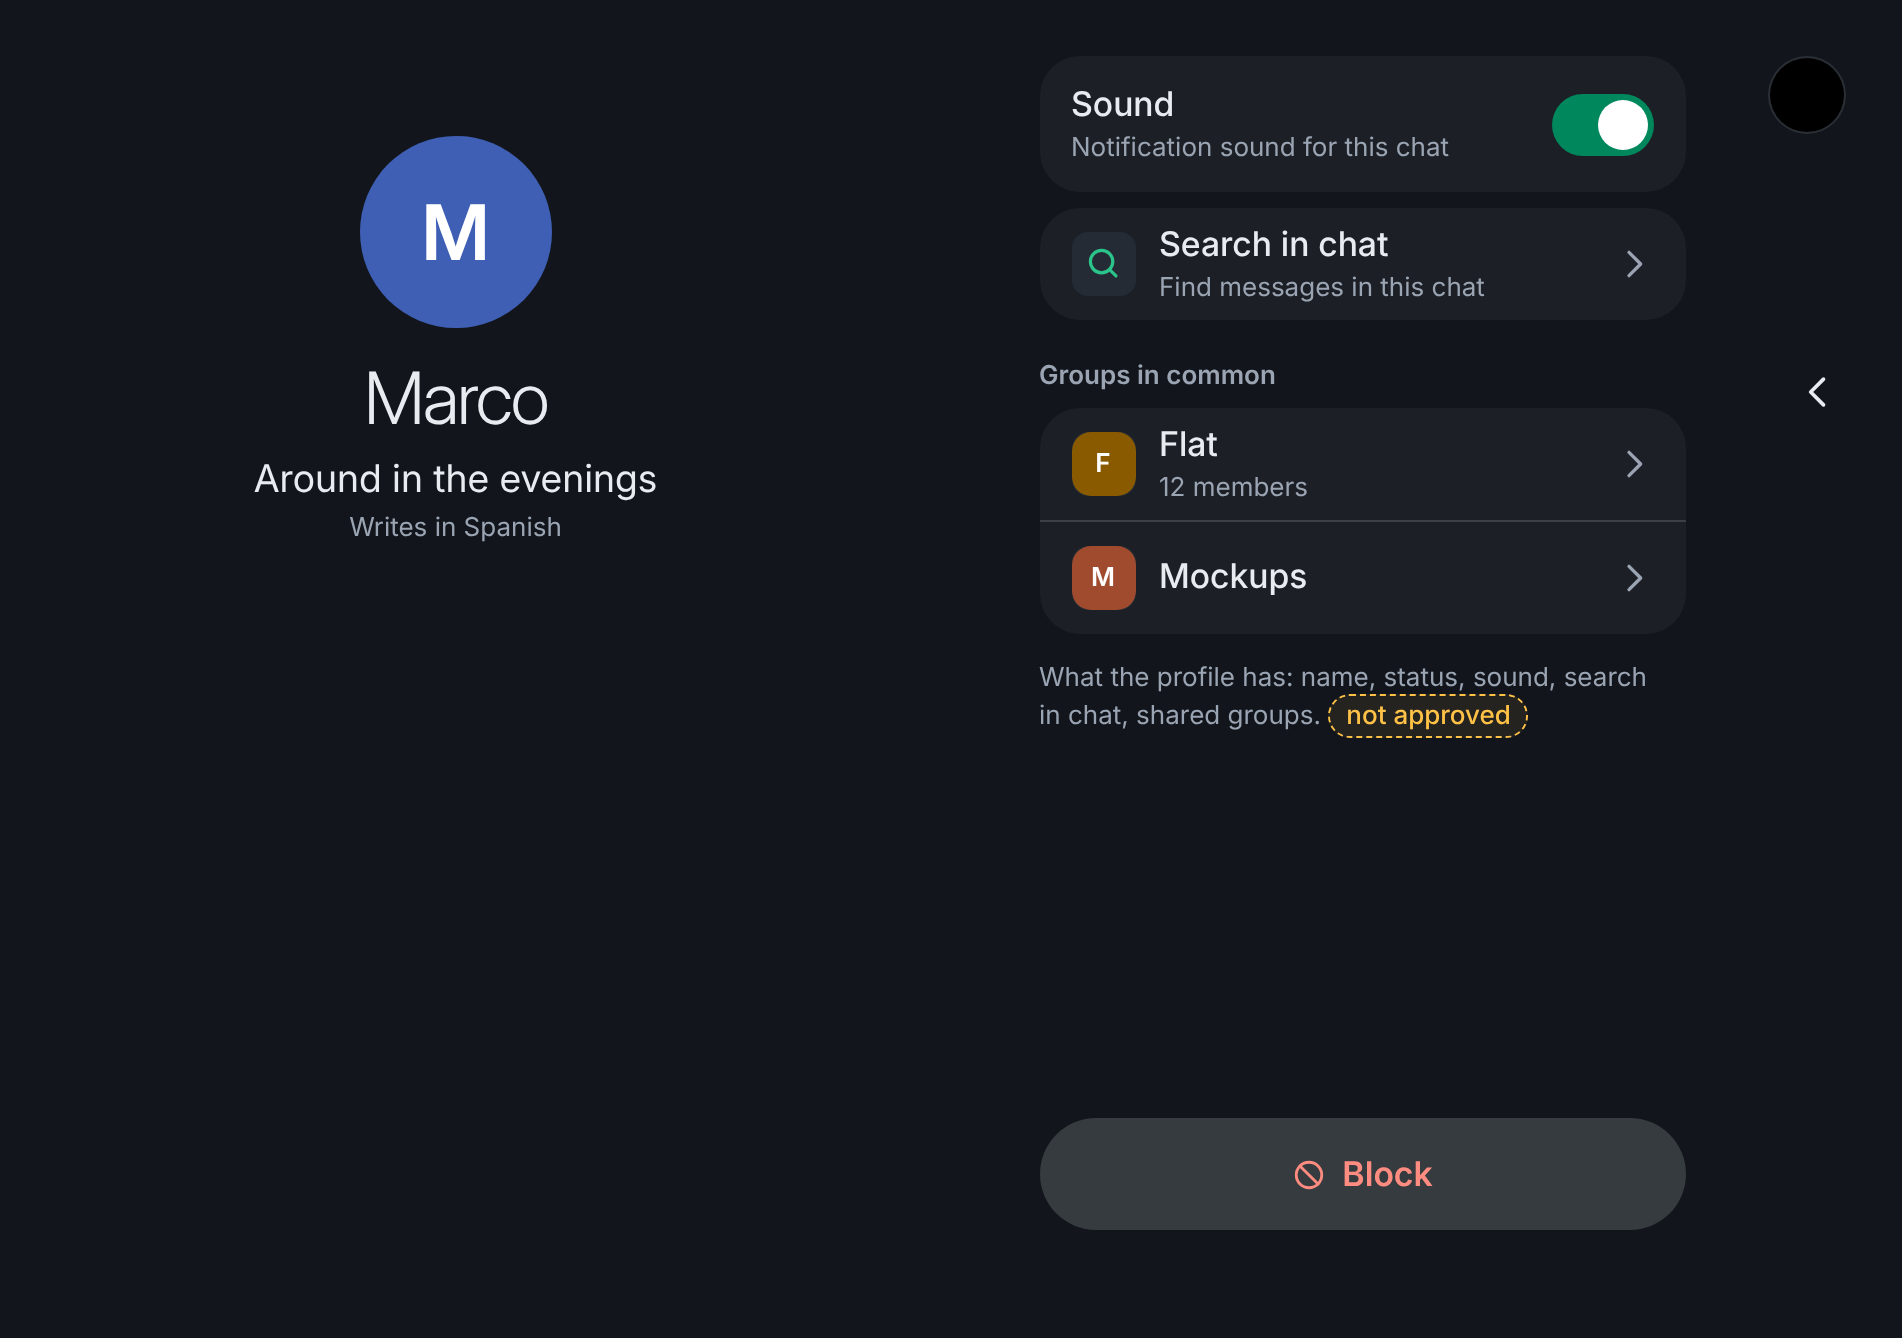 M
Marco
Around in the evenings
Writes in Spanish
Sound
Notification sound for this chat
Search in chat
Find messages in this chat
Groups in common
F
Flat
12 members
M
Mockups
What the profile has: name, status, sound, search
in chat, shared groups. not approved
Block